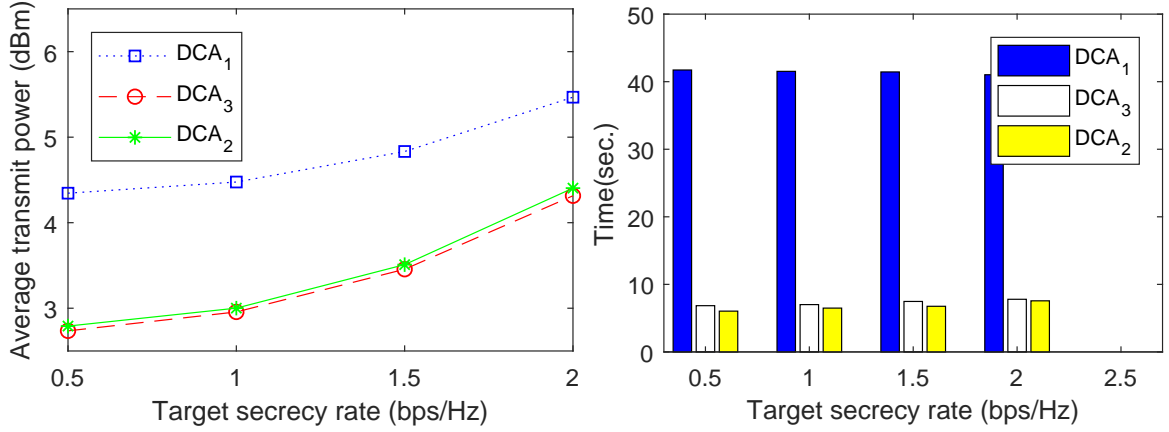 Average transmit power (dBm)
6
5
4
3
DCA₁
DCA₃
DCA₂
0.5 1 1.5 2
Target secrecy rate (bps/Hz)
Time(sec.)
50
40
30
20
10
0
DCA₁
DCA₃
DCA₂
0.5 1 1.5 2 2.5
Target secrecy rate (bps/Hz)